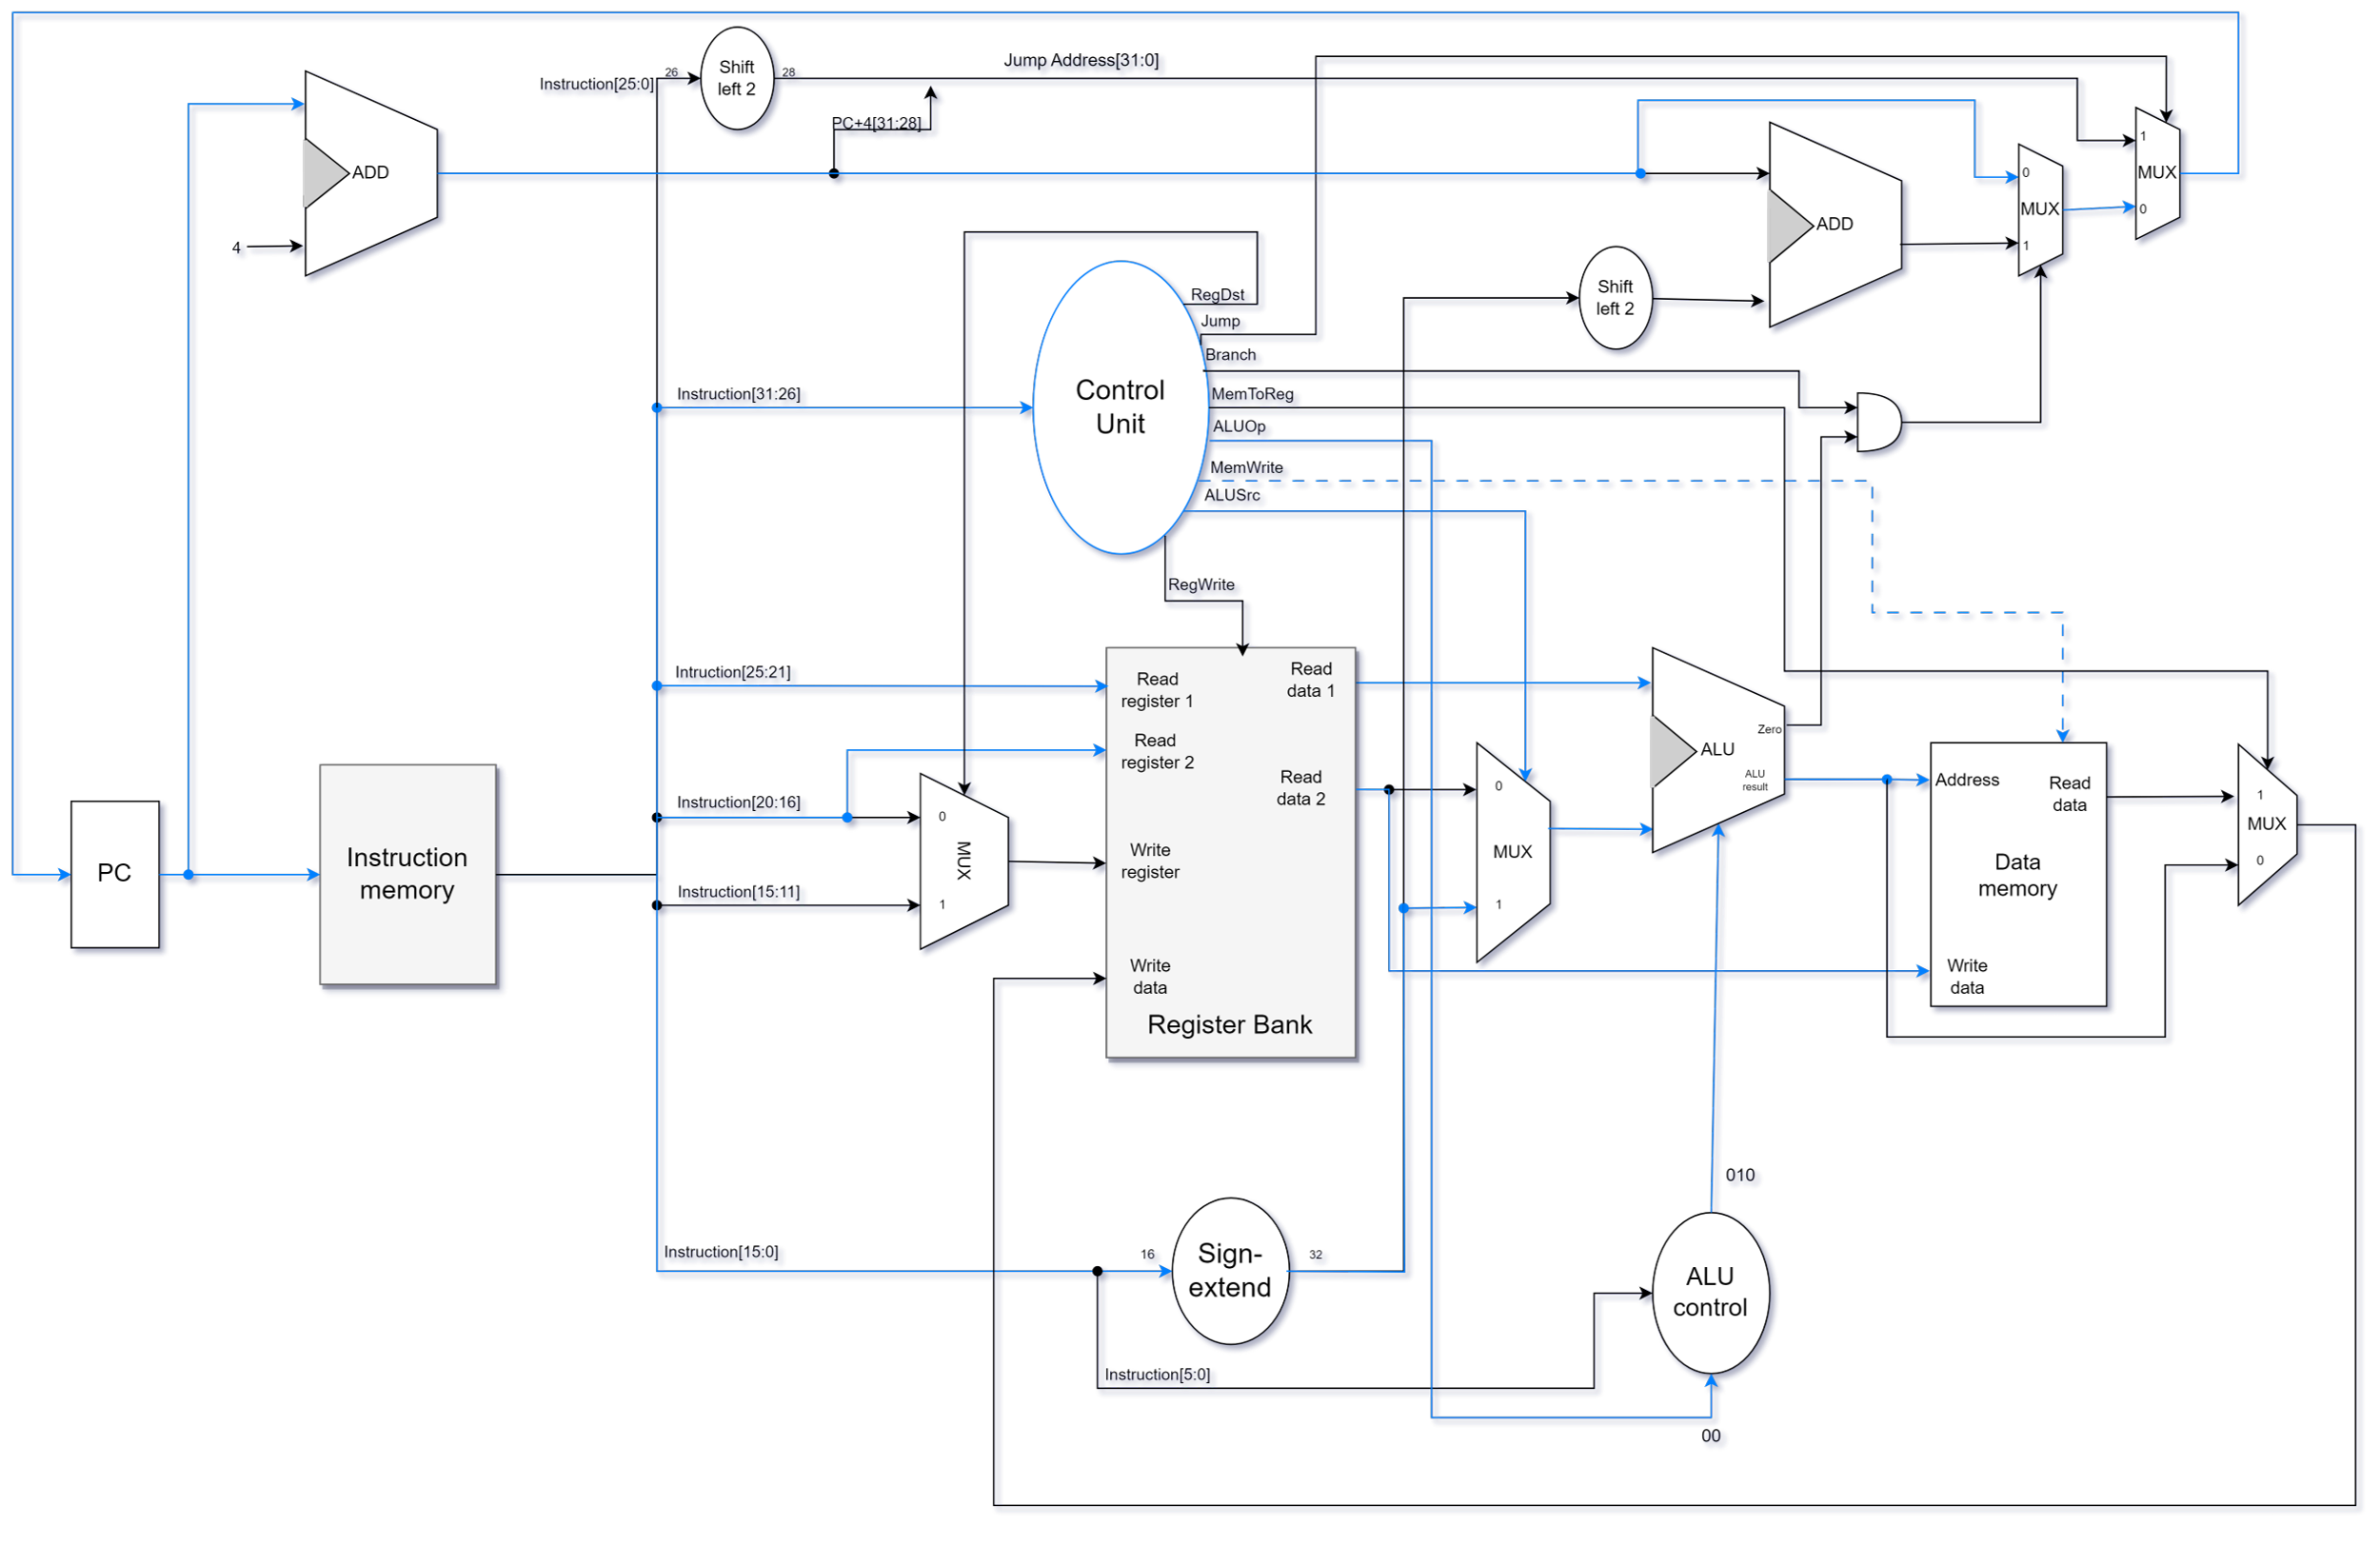 Jump Address[31:0]
Instruction[25:0]
26
Shift
left 2
28
PC+4[31:28]
ADD
4
1
MUX
0
0
MUX
1
ADD
Shift
left 2
RegDst
Jump
Branch
MemToReg
ALUOp
MemWrite
ALUSrc
RegWrite
Control
Unit
Instruction[31:26]
Intruction[25:21]
Instruction[20:16]
Instruction[15:11]
0
MUX
1
Read
register 1
Read
register 2
Write
register
Write
data
Read
data 1
Read
data 2
Register Bank
0
MUX
1
Zero
ALU
ALU
result
Address
Read
data
Data
memory
Write
data
1
MUX
0
PC
Instruction
memory
010
Instruction[15:0]
16
Sign-
extend
32
ALU
control
Instruction[5:0]
00